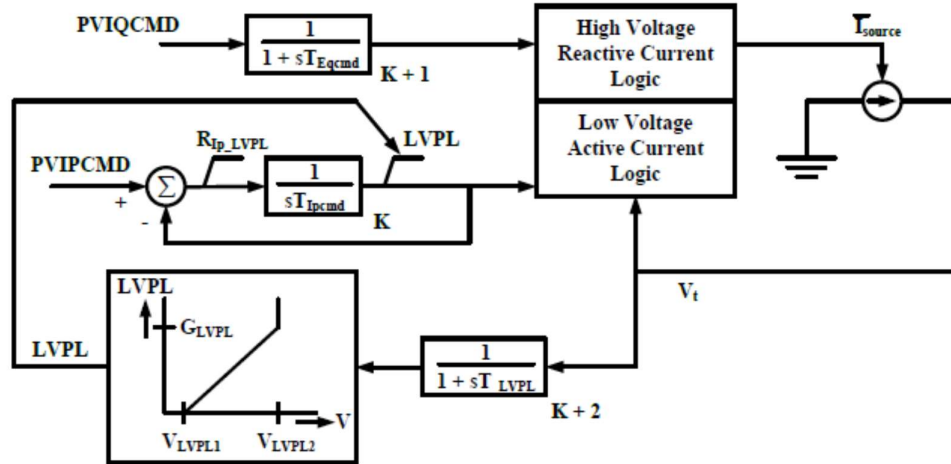 PVIQCMD
1
1 + sT_Eqcmd
K + 1
High Voltage
Reactive Current
Logic
I_source
Low Voltage
Active Current
Logic
R_Ip_LVPL
LVPL
PVIPCMD
+
-
Σ
1
sT_Ipcmd
K
V_t
LVPL
G_LVPL
V
V_LVPL1
V_LVPL2
LVPL
1
1 + sT_LVPL
K + 2